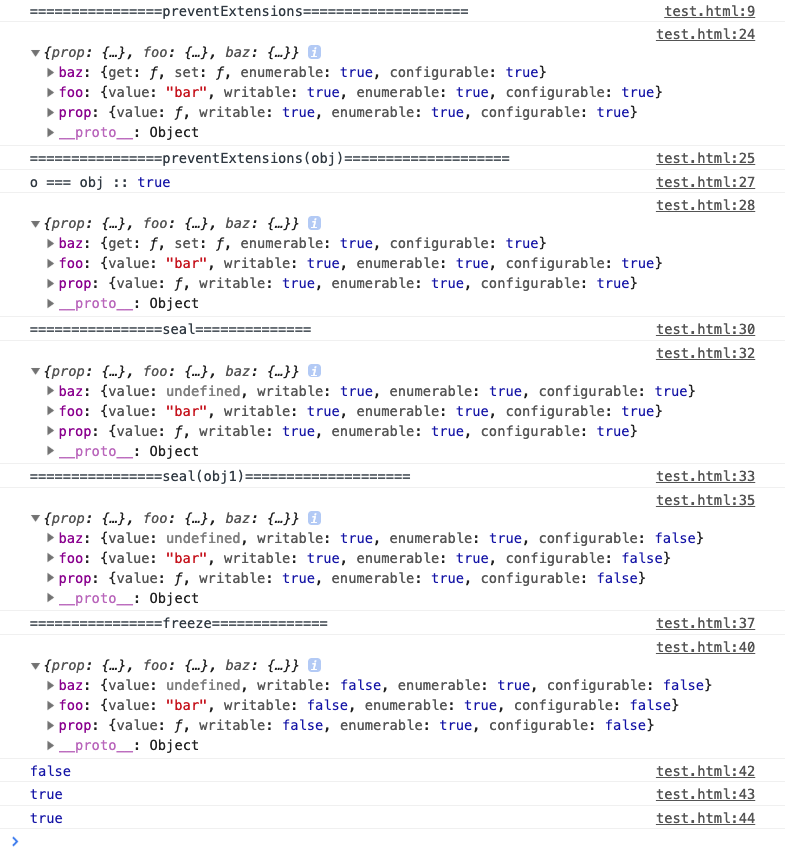 ================preventExtensions==================== test.html:9
test.html:24
▼{prop: {…}, foo: {…}, baz: {…}} i
▶baz: {get: ƒ, set: ƒ, enumerable: true, configurable: true}
▶foo: {value: "bar", writable: true, enumerable: true, configurable: true}
▶prop: {value: ƒ, writable: true, enumerable: true, configurable: true}
▶__proto__: Object
================preventExtensions(obj)==================== test.html:25
o === obj :: true test.html:27
test.html:28
▼{prop: {…}, foo: {…}, baz: {…}} i
▶baz: {get: ƒ, set: ƒ, enumerable: true, configurable: true}
▶foo: {value: "bar", writable: true, enumerable: true, configurable: true}
▶prop: {value: ƒ, writable: true, enumerable: true, configurable: true}
▶__proto__: Object
================seal============== test.html:30
test.html:32
▼{prop: {…}, foo: {…}, baz: {…}} i
▶baz: {value: undefined, writable: true, enumerable: true, configurable: true}
▶foo: {value: "bar", writable: true, enumerable: true, configurable: true}
▶prop: {value: ƒ, writable: true, enumerable: true, configurable: true}
▶__proto__: Object
================seal(obj1)==================== test.html:33
test.html:35
▼{prop: {…}, foo: {…}, baz: {…}} i
▶baz: {value: undefined, writable: true, enumerable: true, configurable: false}
▶foo: {value: "bar", writable: true, enumerable: true, configurable: false}
▶prop: {value: ƒ, writable: true, enumerable: true, configurable: false}
▶__proto__: Object
================freeze============== test.html:37
test.html:40
▼{prop: {…}, foo: {…}, baz: {…}} i
▶baz: {value: undefined, writable: false, enumerable: true, configurable: false}
▶foo: {value: "bar", writable: false, enumerable: true, configurable: false}
▶prop: {value: ƒ, writable: false, enumerable: true, configurable: false}
▶__proto__: Object
false test.html:42
true test.html:43
true test.html:44